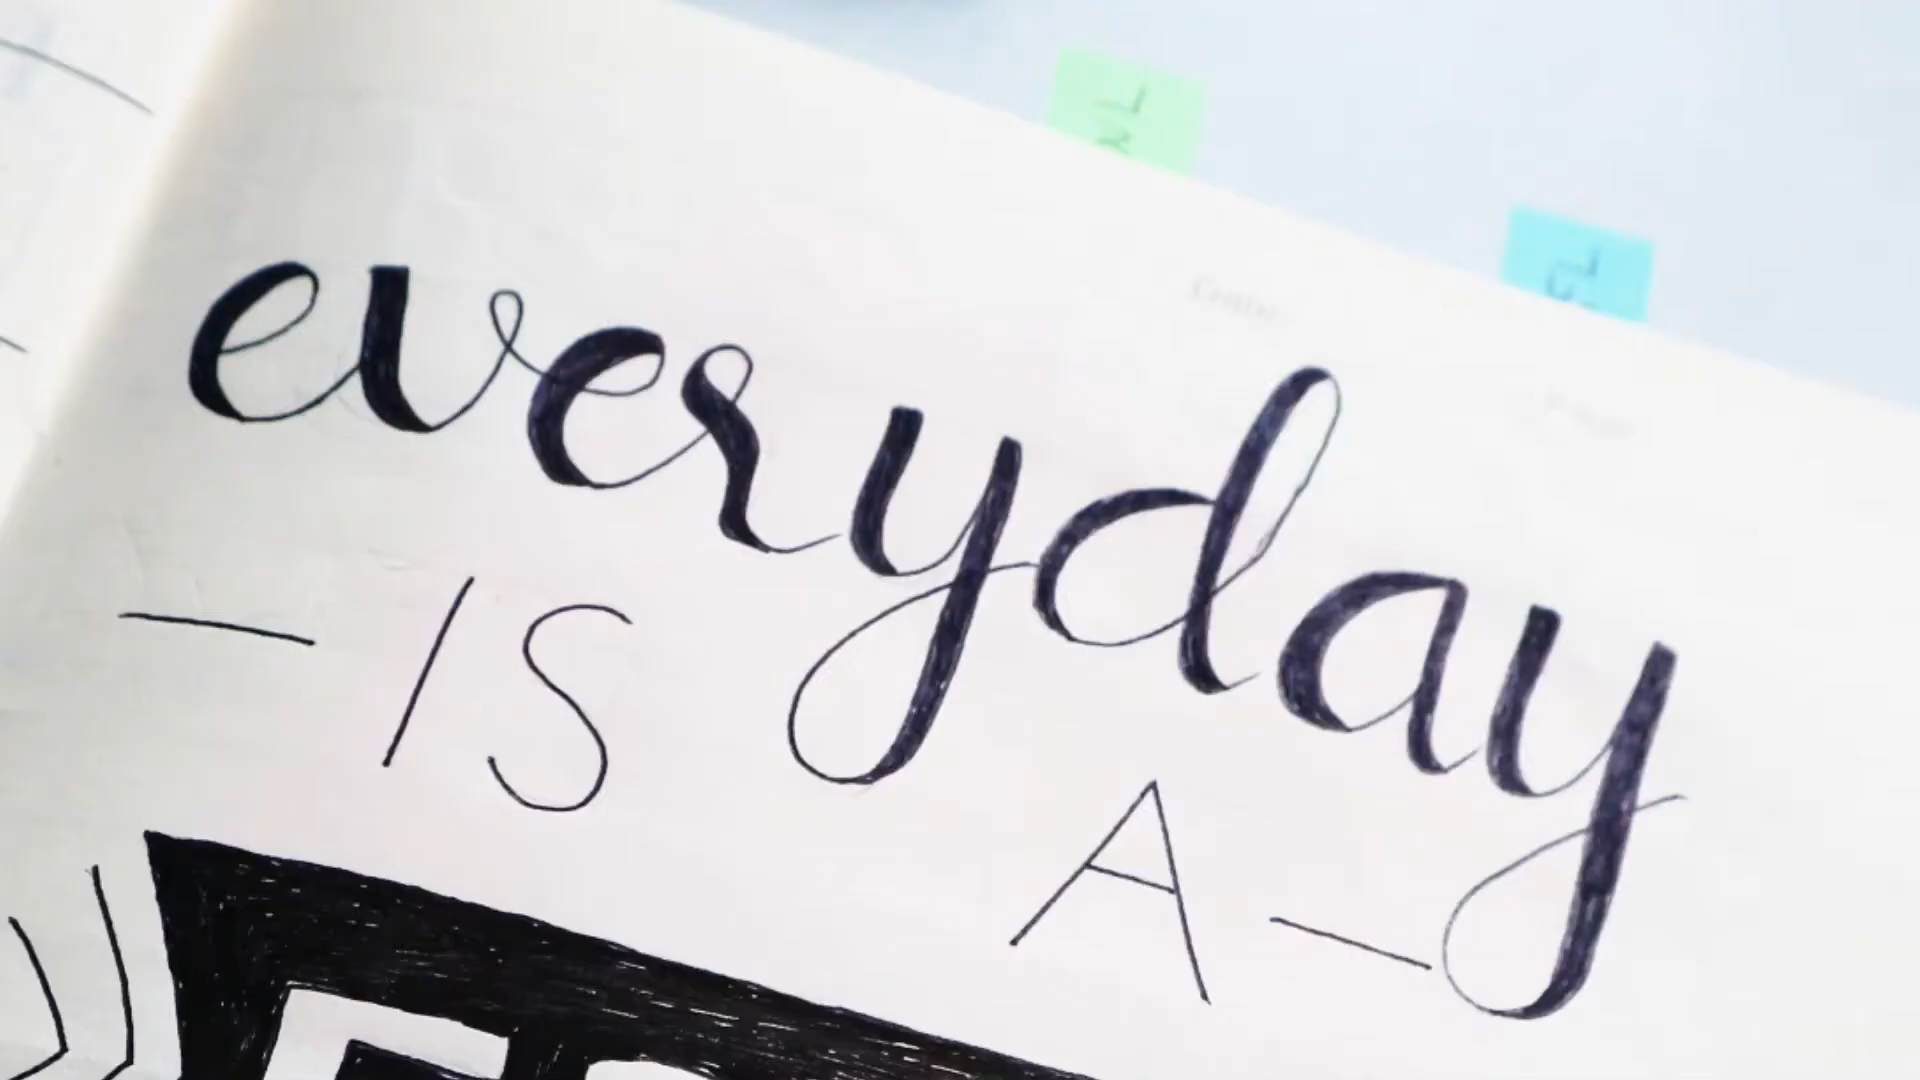 everyday
— IS A —